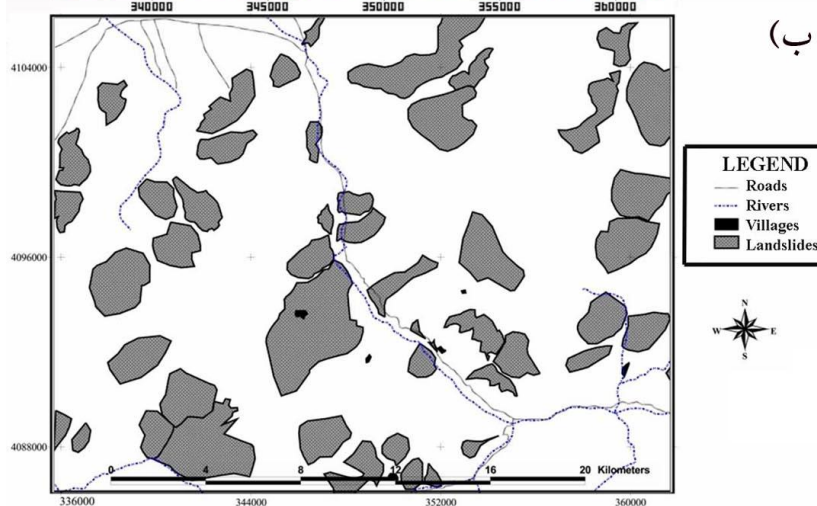 340000 345000 350000 355000 360000
ب)
4104000
LEGEND
Roads
Rivers
Villages
Landslides
4096000
N
W E
S
4088000
0 4 8 12 16 20 Kilometers
336000 344000 352000 360000